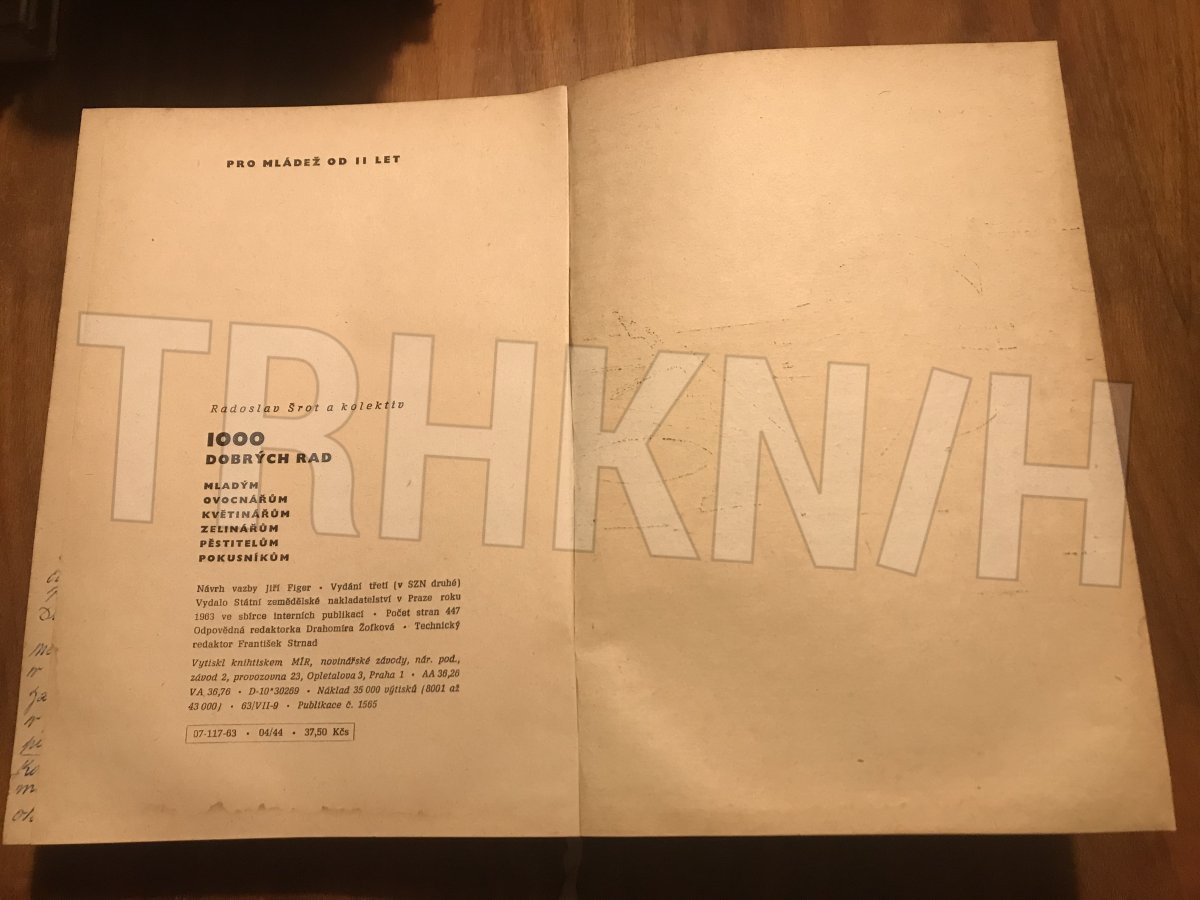 PRO MLÁDEŽ OD 11 LET
TRHKN/H
Radoslav Šrot a kolektiv
1000
DOBRÝCH RAD
MLADÝM
OVOCNÁŘŮM
KVĚTINÁŘŮM
ZELINÁŘŮM
PĚSTITELŮM
POKUSNÍKŮM
Návrh vazby Jiří Figer · Vydání třetí (v SZN druhé)
Vydalo Státní zemědělské nakladatelství v Praze roku
1963 ve sbírce interních publikací · Počet stran 447
Odpovědná redaktorka Drahomíra Žofková · Technický
redaktor František Strnad
Vytiskl knihtiskem MÍR, novinářské závody, nár. pod.,
závod 2, provozovna 23, Opletalova 3, Praha 1 · AA 36,26
VA 36,76 · D-10*30269 · Náklad 35 000 výtisků (8001 až
43 000) · 63/VII-9 · Publikace č. 1565
07-117-63 · 04/44 · 37,50 Kčs